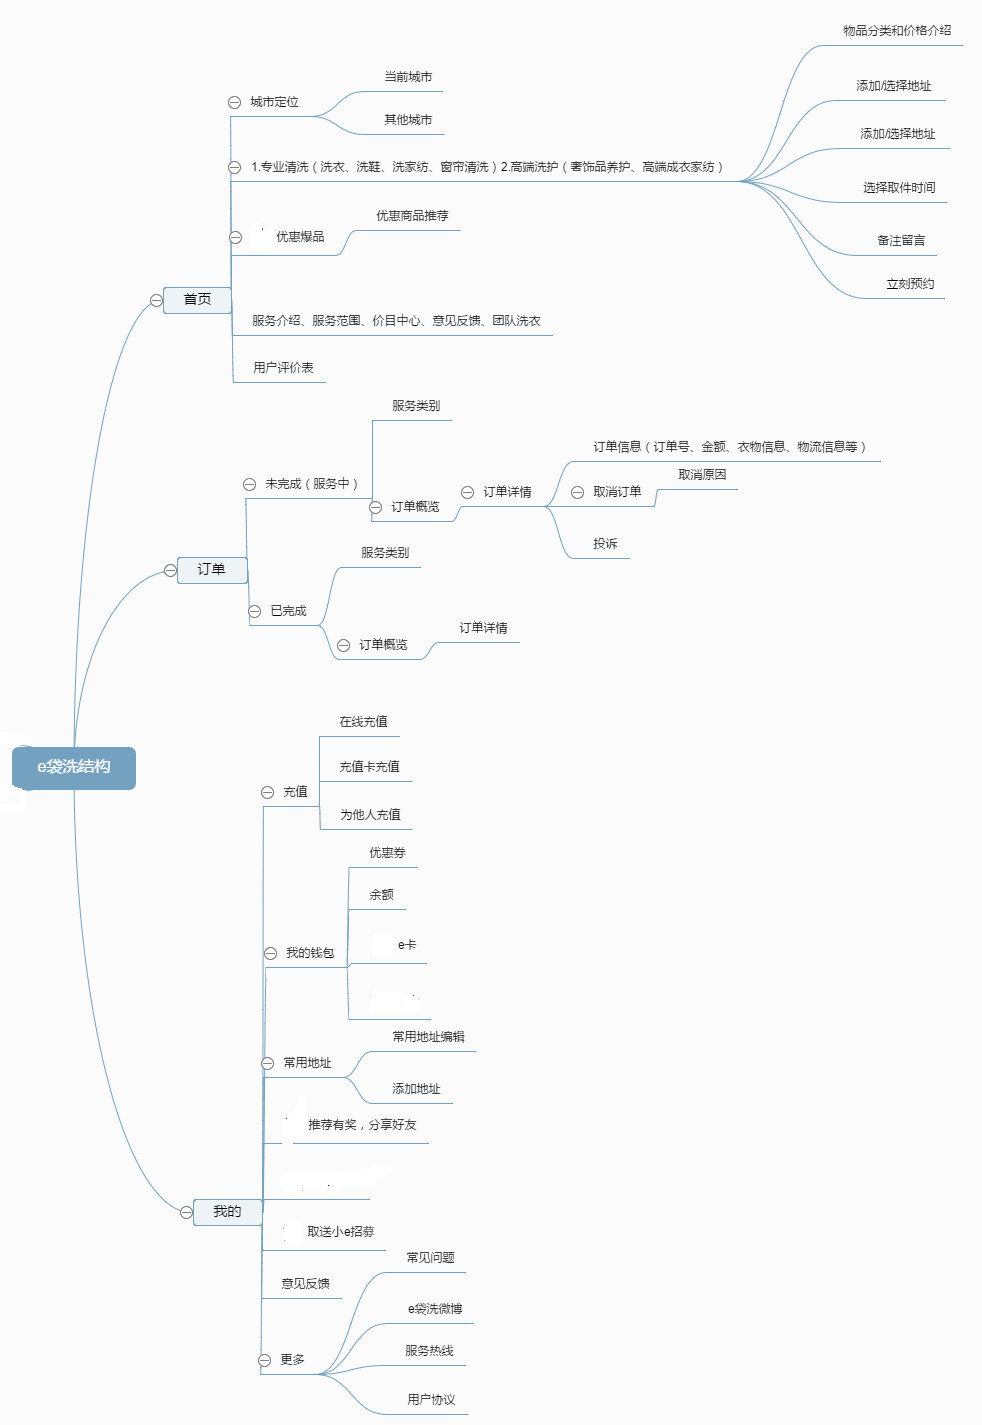 物品分类和价格介绍
当前城市
添加/选择地址
城市定位
其他城市
添加/选择地址
1.专业清洗（洗衣、洗鞋、洗家纺、窗帘清洗）2.高端洗护（奢饰品养护、高端成衣家纺）
选择取件时间
优惠商品推荐
优惠爆品
备注留言
立刻预约
首页
服务介绍、服务范围、价目中心、意见反馈、团队洗衣
用户评价表
服务类别
订单信息（订单号、金额、衣物信息、物流信息等）
取消原因
未完成（服务中）
订单详情
取消订单
订单概览
投诉
服务类别
订单
已完成
订单详情
订单概览
在线充值
e袋洗结构
充值卡充值
充值
为他人充值
优惠券
余额
e卡
我的钱包
常用地址编辑
常用地址
添加地址
推荐有奖，分享好友
我的
取送小e招募
常见问题
意见反馈
e袋洗微博
服务热线
更多
用户协议